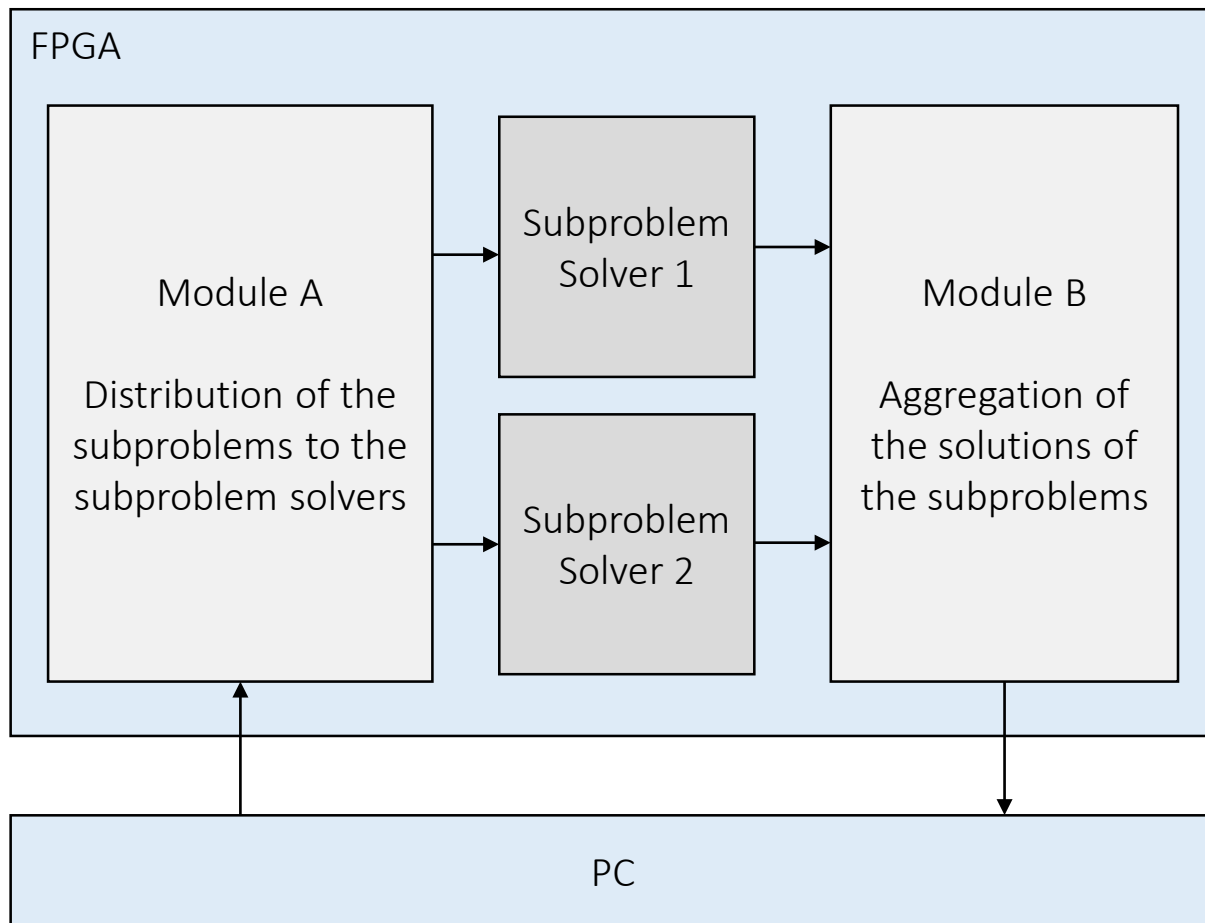 FPGA
Module A
Distribution of the
subproblems to the
subproblem solvers
Subproblem
Solver 1
Subproblem
Solver 2
Module B
Aggregation of
the solutions of
the subproblems
PC